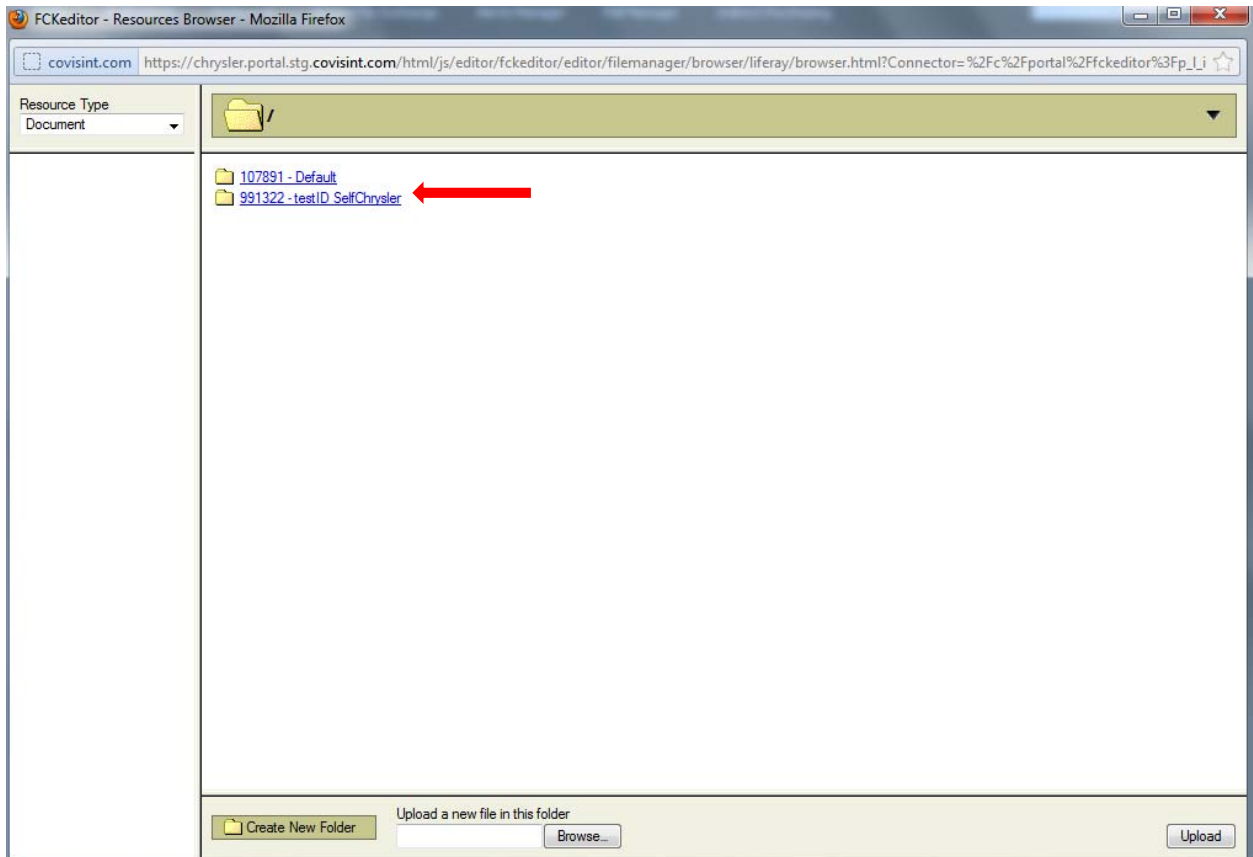 FCKeditor - Resources Browser - Mozilla Firefox
covisint.com https://chrysler.portal.stg.covisint.com/html/js/editor/fckeditor/editor/filemanager/browser/liferay/browser.html?Connector=%2Fc%2Fportal%2Ffckeditor%3Fp_l_i
Resource Type
Document
/
107891 - Default
991322 - testID SelfChrysler
Upload a new file in this folder
Create New Folder
Browse...
Upload